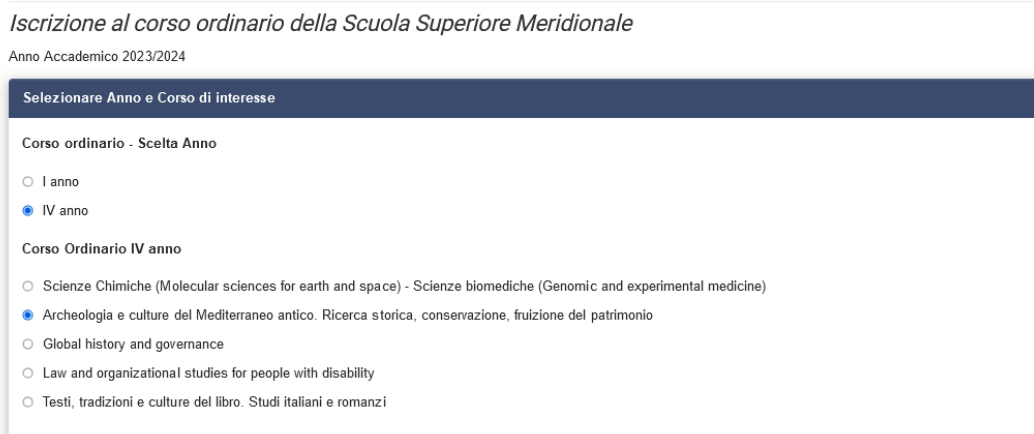 Iscrizione al corso ordinario della Scuola Superiore Meridionale
Anno Accademico 2023/2024
Selezionare Anno e Corso di interesse
Corso ordinario - Scelta Anno
I anno
IV anno
Corso Ordinario IV anno
Scienze Chimiche (Molecular sciences for earth and space) - Scienze biomediche (Genomic and experimental medicine)
Archeologia e culture del Mediterraneo antico. Ricerca storica, conservazione, fruizione del patrimonio
Global history and governance
Law and organizational studies for people with disability
Testi, tradizioni e culture del libro. Studi italiani e romanzi